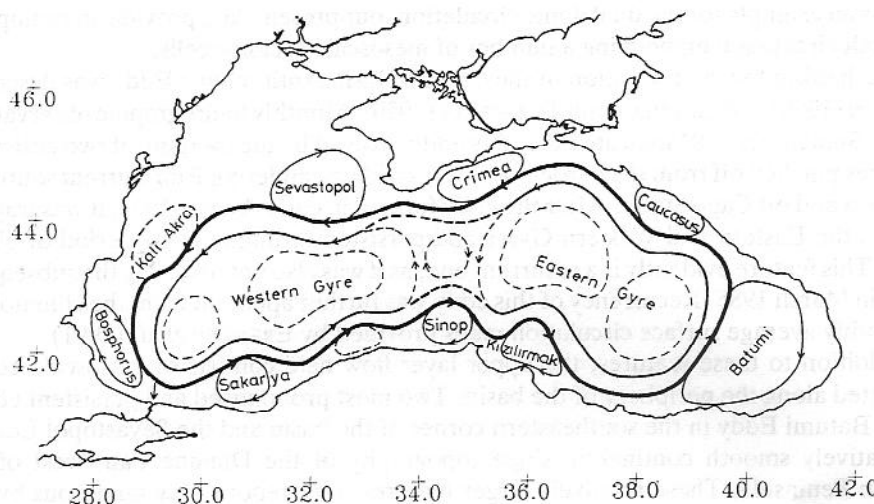 46.°0
Sevastopol
Crimea
44.°0
Kali-Akra
Caucasus
Western Gyre
Eastern Gyre
Bosphorus
Sinop
Kızılırmak
Batumi
42.°0
Sakarya
28.°0 30.°0 32.°0 34.°0 36.°0 38.°0 40.°0 42.°0